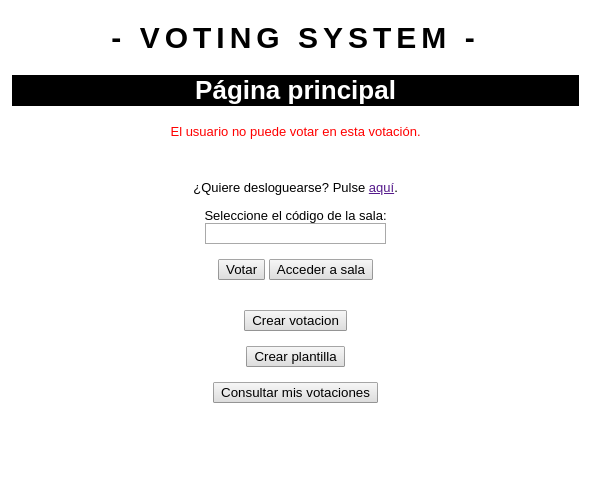 - VOTING SYSTEM -
Página principal
El usuario no puede votar en esta votación.
¿Quiere desloguearse? Pulse aquí.
Seleccione el código de la sala:
Votar Acceder a sala
Crear votacion
Crear plantilla
Consultar mis votaciones